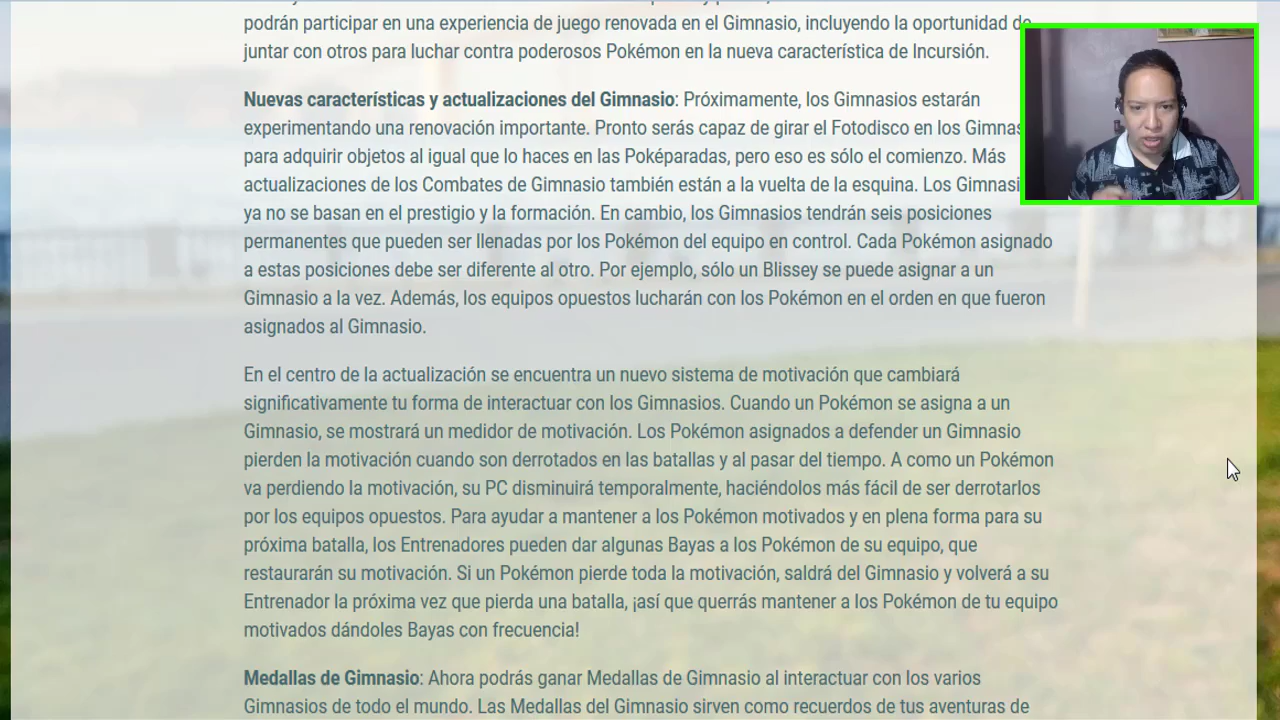 podrán participar en una experiencia de juego renovada en el Gimnasio, incluyendo la oportunidad de
juntar con otros para luchar contra poderosos Pokémon en la nueva característica de Incursión.
Nuevas características y actualizaciones del Gimnasio: Próximamente, los Gimnasios estarán
experimentando una renovación importante. Pronto serás capaz de girar el Fotodisco en los Gimnas
para adquirir objetos al igual que lo haces en las Poképaradas, pero eso es sólo el comienzo. Más
actualizaciones de los Combates de Gimnasio también están a la vuelta de la esquina. Los Gimnasi
ya no se basan en el prestigio y la formación. En cambio, los Gimnasios tendrán seis posiciones
permanentes que pueden ser llenadas por los Pokémon del equipo en control. Cada Pokémon asignado
a estas posiciones debe ser diferente al otro. Por ejemplo, sólo un Blissey se puede asignar a un
Gimnasio a la vez. Además, los equipos opuestos lucharán con los Pokémon en el orden en que fueron
asignados al Gimnasio.
En el centro de la actualización se encuentra un nuevo sistema de motivación que cambiará
significativamente tu forma de interactuar con los Gimnasios. Cuando un Pokémon se asigna a un
Gimnasio, se mostrará un medidor de motivación. Los Pokémon asignados a defender un Gimnasio
pierden la motivación cuando son derrotados en las batallas y al pasar del tiempo. A como un Pokémon
va perdiendo la motivación, su PC disminuirá temporalmente, haciéndolos más fácil de ser derrotarlos
por los equipos opuestos. Para ayudar a mantener a los Pokémon motivados y en plena forma para su
próxima batalla, los Entrenadores pueden dar algunas Bayas a los Pokémon de su equipo, que
restaurarán su motivación. Si un Pokémon pierde toda la motivación, saldrá del Gimnasio y volverá a su
Entrenador la próxima vez que pierda una batalla, ¡así que querrás mantener a los Pokémon de tu equipo
motivados dándoles Bayas con frecuencia!
Medallas de Gimnasio: Ahora podrás ganar Medallas de Gimnasio al interactuar con los varios
Gimnasios de todo el mundo. Las Medallas del Gimnasio sirven como recuerdos de tus aventuras de